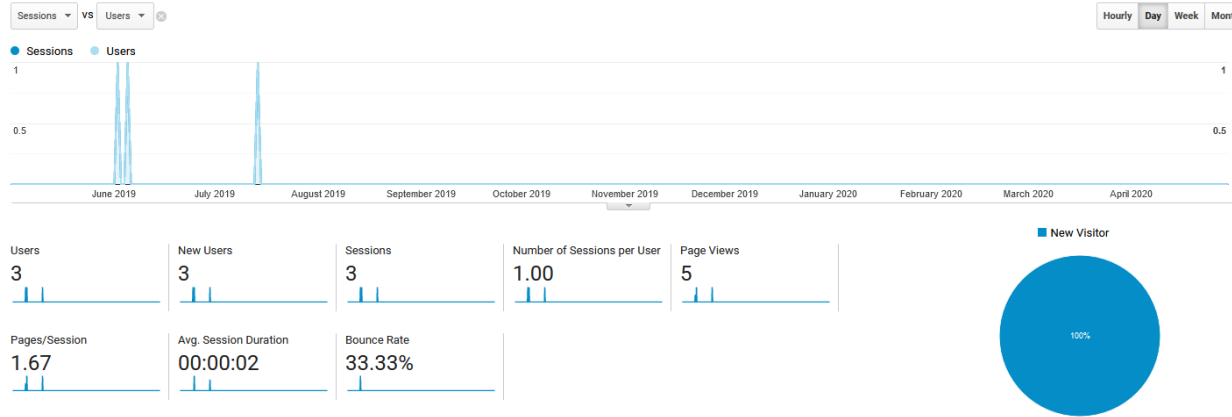 Sessions VS Users Hourly Day Week Mont
Sessions Users
1 1
0.5 0.5
June 2019 July 2019 August 2019 September 2019 October 2019 November 2019 December 2019 January 2020 February 2020 March 2020 April 2020
New Visitor
Users New Users Sessions Number of Sessions per User Page Views
3 3 3 1.00 5
100%
Pages/Session Avg. Session Duration Bounce Rate
1.67 00:00:02 33.33%